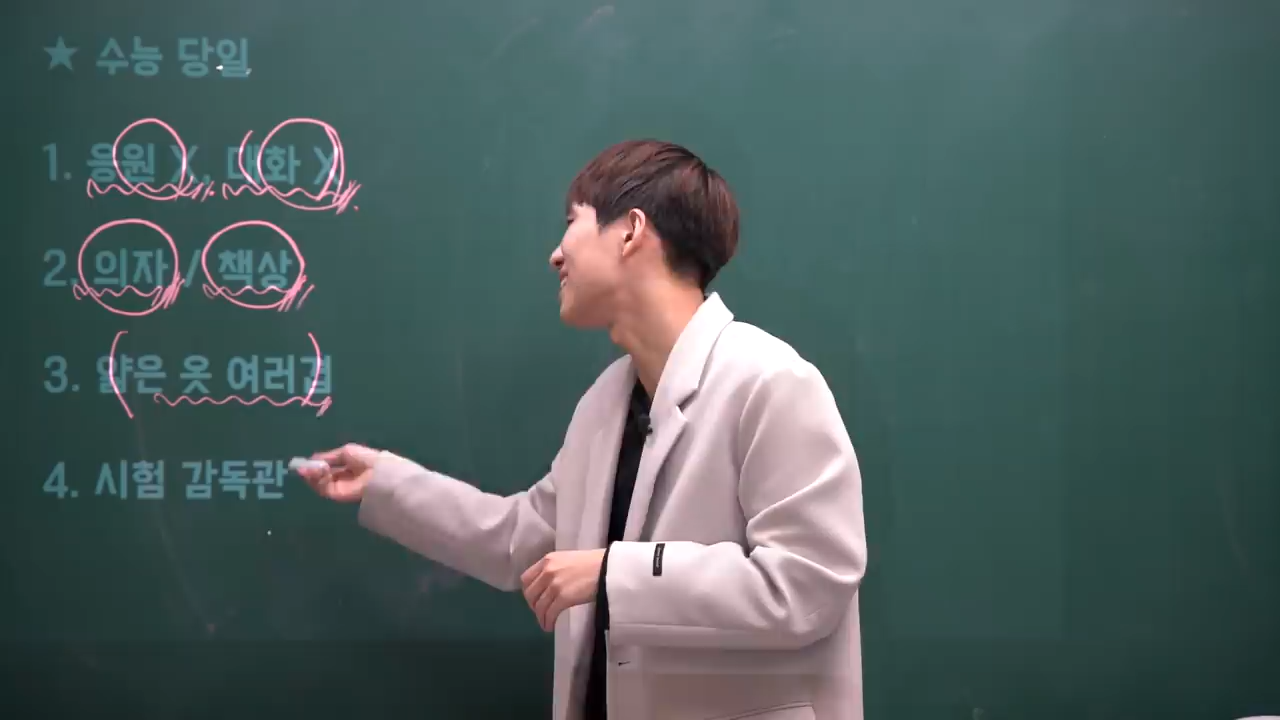 ★ 수능 당일
1. 응원 X, 대화 X
2. 의자 / 책상
3. 얇은 옷 여러겹
4. 시험 감독관